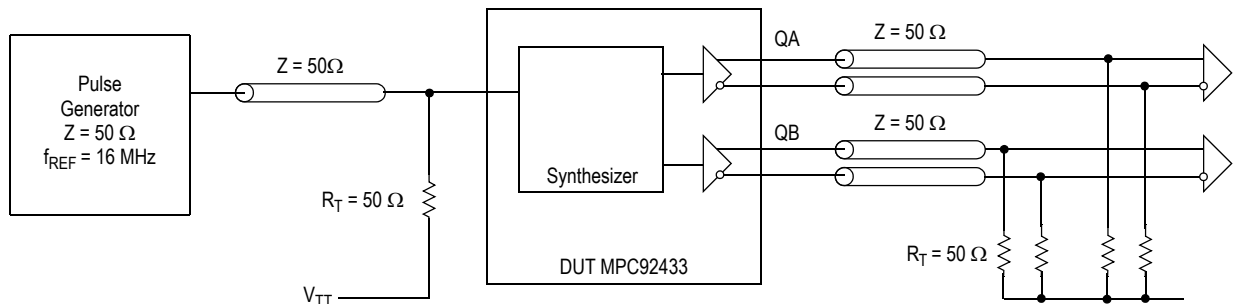 Pulse
Generator
Z = 50 Ω
fREF = 16 MHz
Z = 50Ω
RT = 50 Ω
VTT
Synthesizer
DUT MPC92433
QA
Z = 50 Ω
QB
Z = 50 Ω
RT = 50 Ω